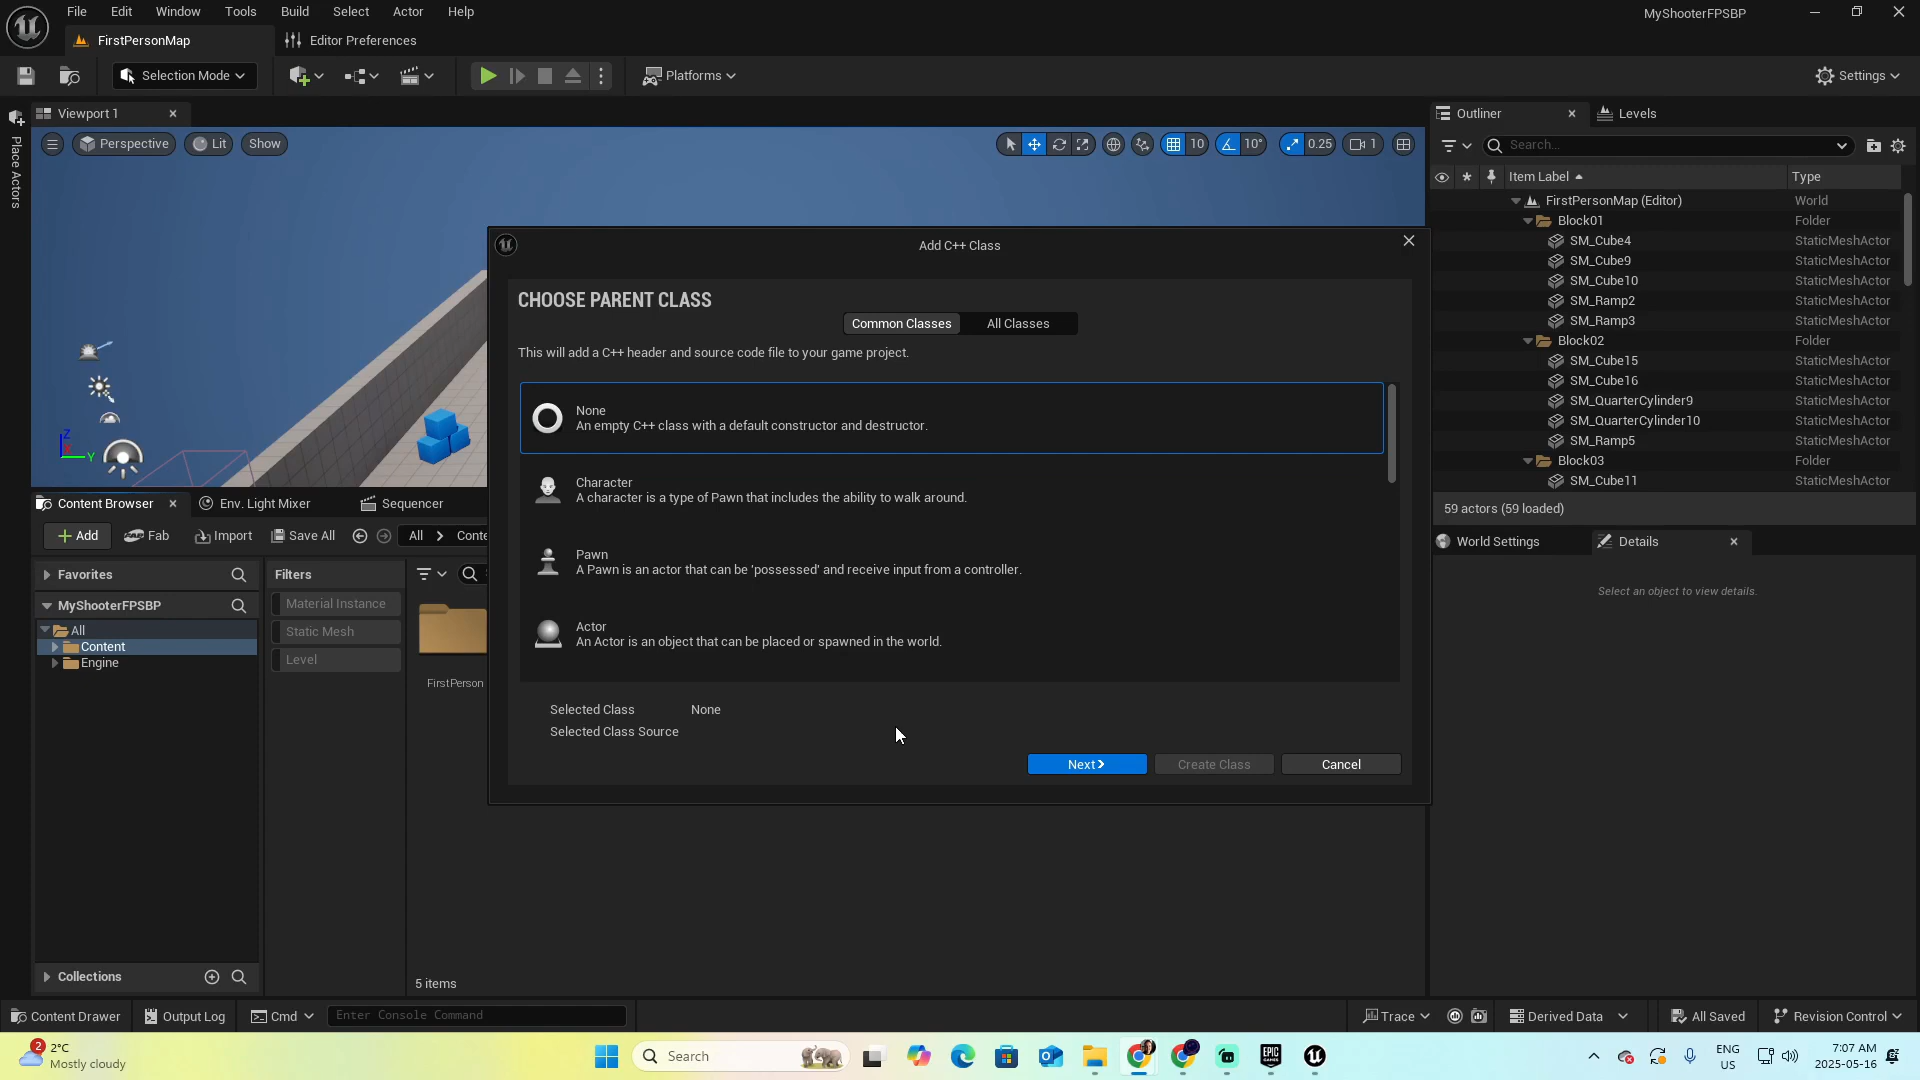 File Edit Window Tools Build Select Actor Help
MyShooterFPSBP
FirstPersonMap
Editor Preferences
Selection Mode
Platforms
Settings
Place Actors
Viewport 1
Perspective
Lit
Show
10
10°
0.25
1
Z
Y
Outliner
Levels
Search...
Item Label
Type
FirstPersonMap (Editor) World
Block01 Folder
SM_Cube4 StaticMeshActor
SM_Cube9 StaticMeshActor
SM_Cube10 StaticMeshActor
SM_Ramp2 StaticMeshActor
SM_Ramp3 StaticMeshActor
Block02 Folder
SM_Cube15 StaticMeshActor
SM_Cube16 StaticMeshActor
SM_QuarterCylinder9 StaticMeshActor
SM_QuarterCylinder10 StaticMeshActor
SM_Ramp5 StaticMeshActor
Block03 Folder
SM_Cube11 StaticMeshActor
59 actors (59 loaded)
World Settings
Details
Select an object to view details.
Add C++ Class
CHOOSE PARENT CLASS
Common Classes
All Classes
This will add a C++ header and source code file to your game project.
None
An empty C++ class with a default constructor and destructor.
Character
A character is a type of Pawn that includes the ability to walk around.
Pawn
A Pawn is an actor that can be 'possessed' and receive input from a controller.
Actor
An Actor is an object that can be placed or spawned in the world.
Selected Class None
Selected Class Source
Next
Create Class
Cancel
Content Browser
Env. Light Mixer
Sequencer
Add
Fab
Import
Save All
All
Conte
Favorites
MyShooterFPSBP
All
Content
Engine
Collections
Filters
Material Instance
Static Mesh
Level
FirstPerson
5 items
Content Drawer
Output Log
Cmd
Enter Console Command
Trace
Derived Data
All Saved
Revision Control
2
2°C
Mostly cloudy
Search
EPIC
GAMES
ENG
US
7:07 AM
2025-05-16